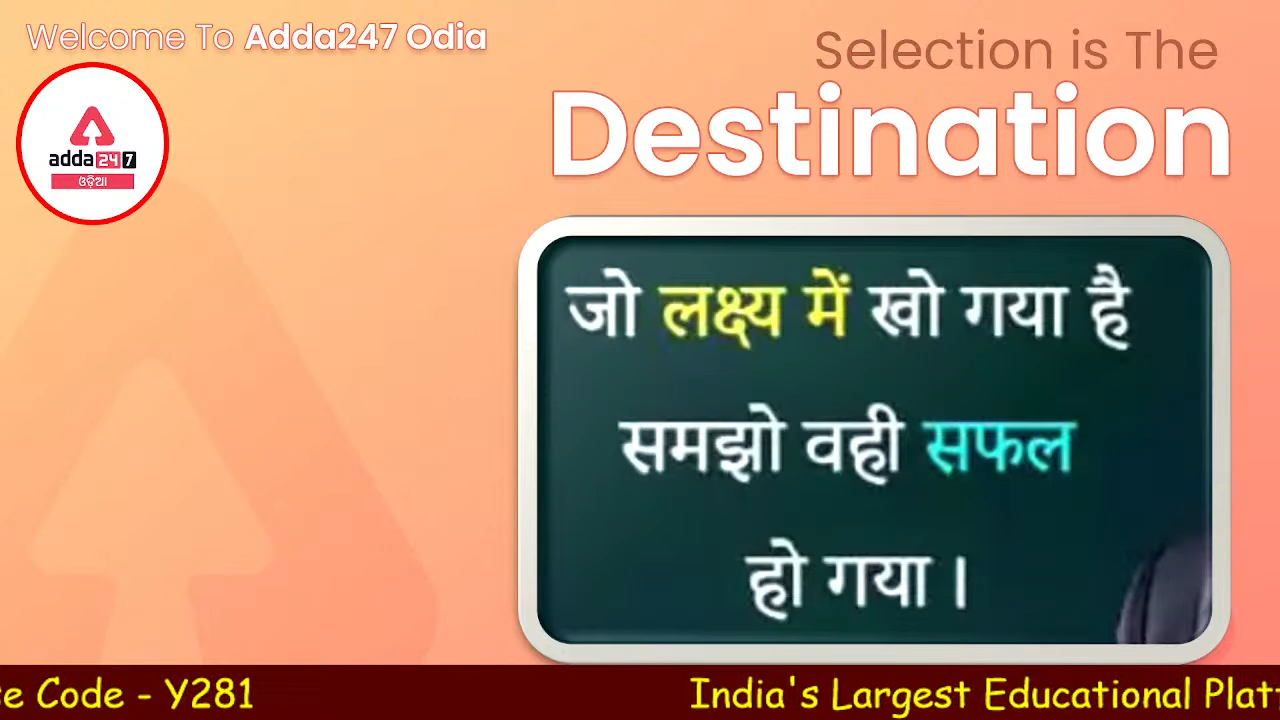 Welcome To Adda247 Odia
adda247
ଓଡ଼ିଆ
Selection is The
Destination
जो लक्ष्य में खो गया है
समझो वही सफल
हो गया ।
Code - Y281
India's Largest Educational